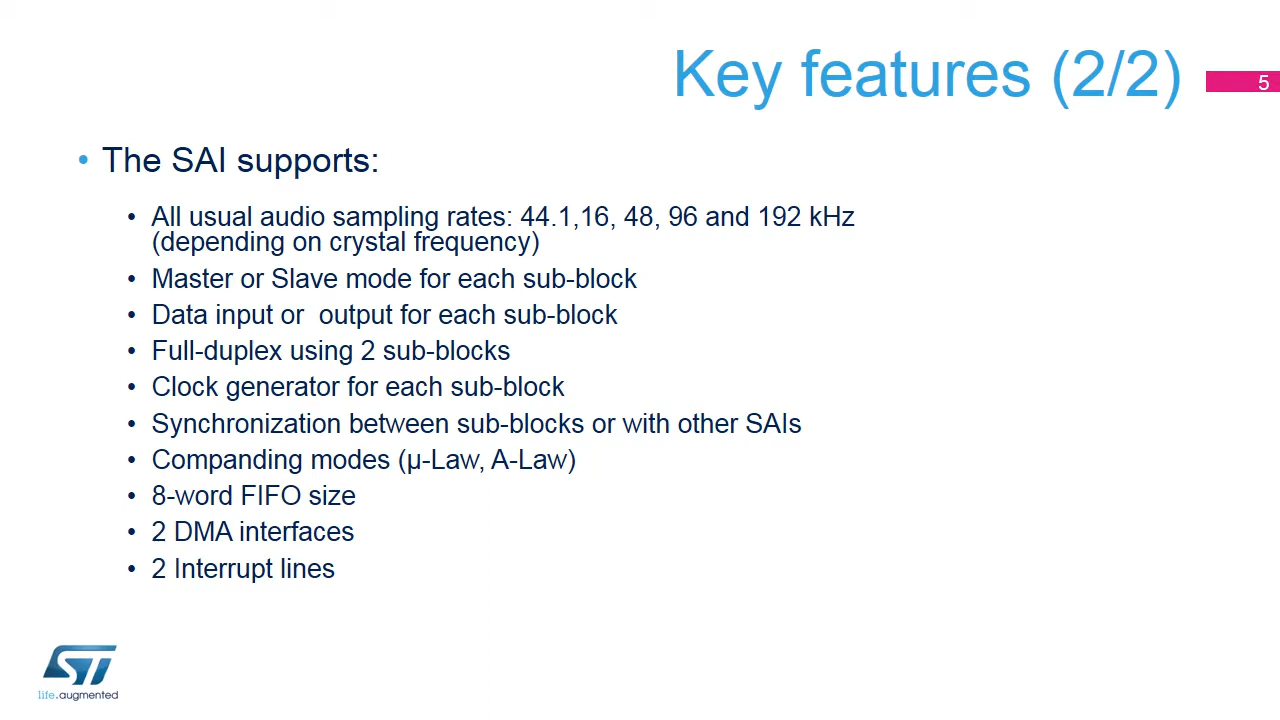 Key features (2/2)
5
• The SAI supports:
• All usual audio sampling rates: 44.1,16, 48, 96 and 192 kHz
(depending on crystal frequency)
• Master or Slave mode for each sub-block
• Data input or  output for each sub-block
• Full-duplex using 2 sub-blocks
• Clock generator for each sub-block
• Synchronization between sub-blocks or with other SAIs
• Companding modes (µ-Law, A-Law)
• 8-word FIFO size
• 2 DMA interfaces
• 2 Interrupt lines
ST
life.augmented